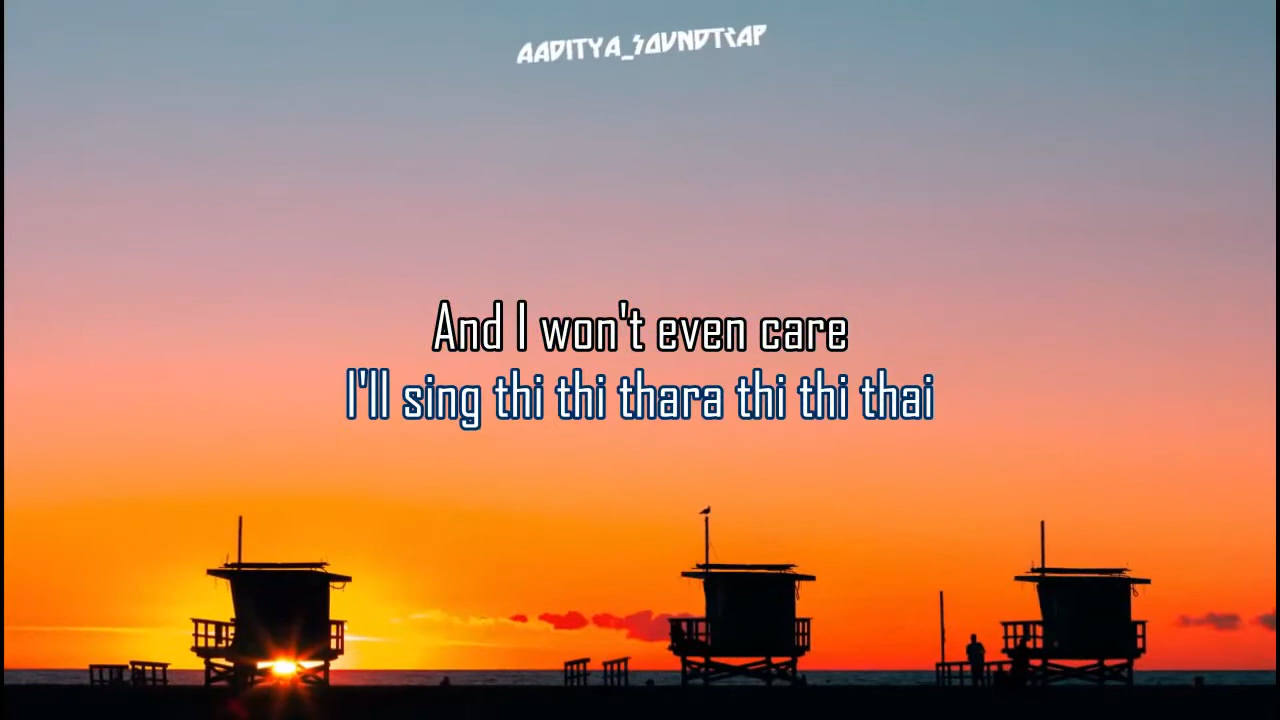 AADITYA_SOUNDTRAP
And I won't even care
I'll sing thi thi thara thi thi thai